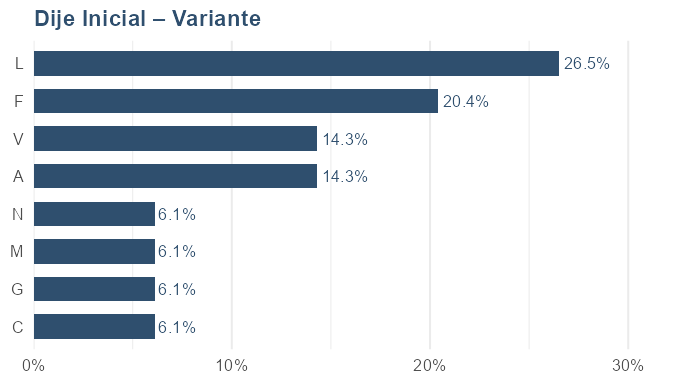 Dije Inicial – Variante
L 26.5%
F 20.4%
V 14.3%
A 14.3%
N 6.1%
M 6.1%
G 6.1%
C 6.1%
0% 10% 20% 30%